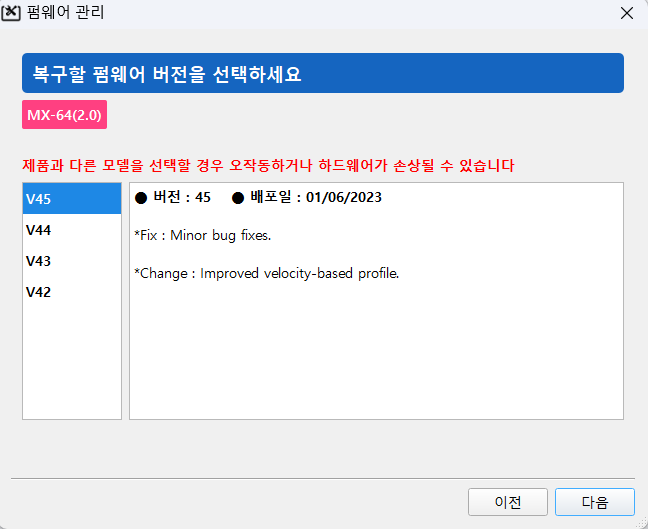 펌웨어 관리
복구할 펌웨어 버전을 선택하세요
MX-64(2.0)
제품과 다른 모델을 선택할 경우 오작동하거나 하드웨어가 손상될 수 있습니다
V45
V44
V43
V42
● 버전 : 45 ● 배포일 : 01/06/2023
*Fix : Minor bug fixes.
*Change : Improved velocity-based profile.
이전 다음